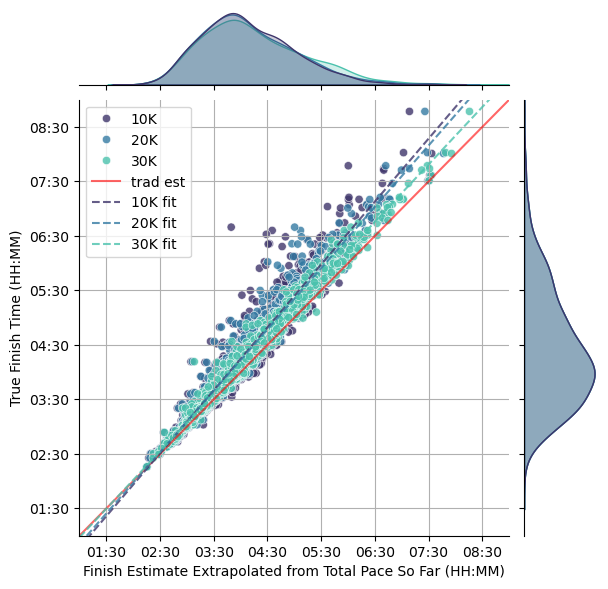 08:30
07:30
06:30
05:30
04:30
03:30
02:30
01:30
True Finish Time (HH:MM)
10K
20K
30K
trad est
10K fit
20K fit
30K fit
01:30 02:30 03:30 04:30 05:30 06:30 07:30 08:30
Finish Estimate Extrapolated from Total Pace So Far (HH:MM)